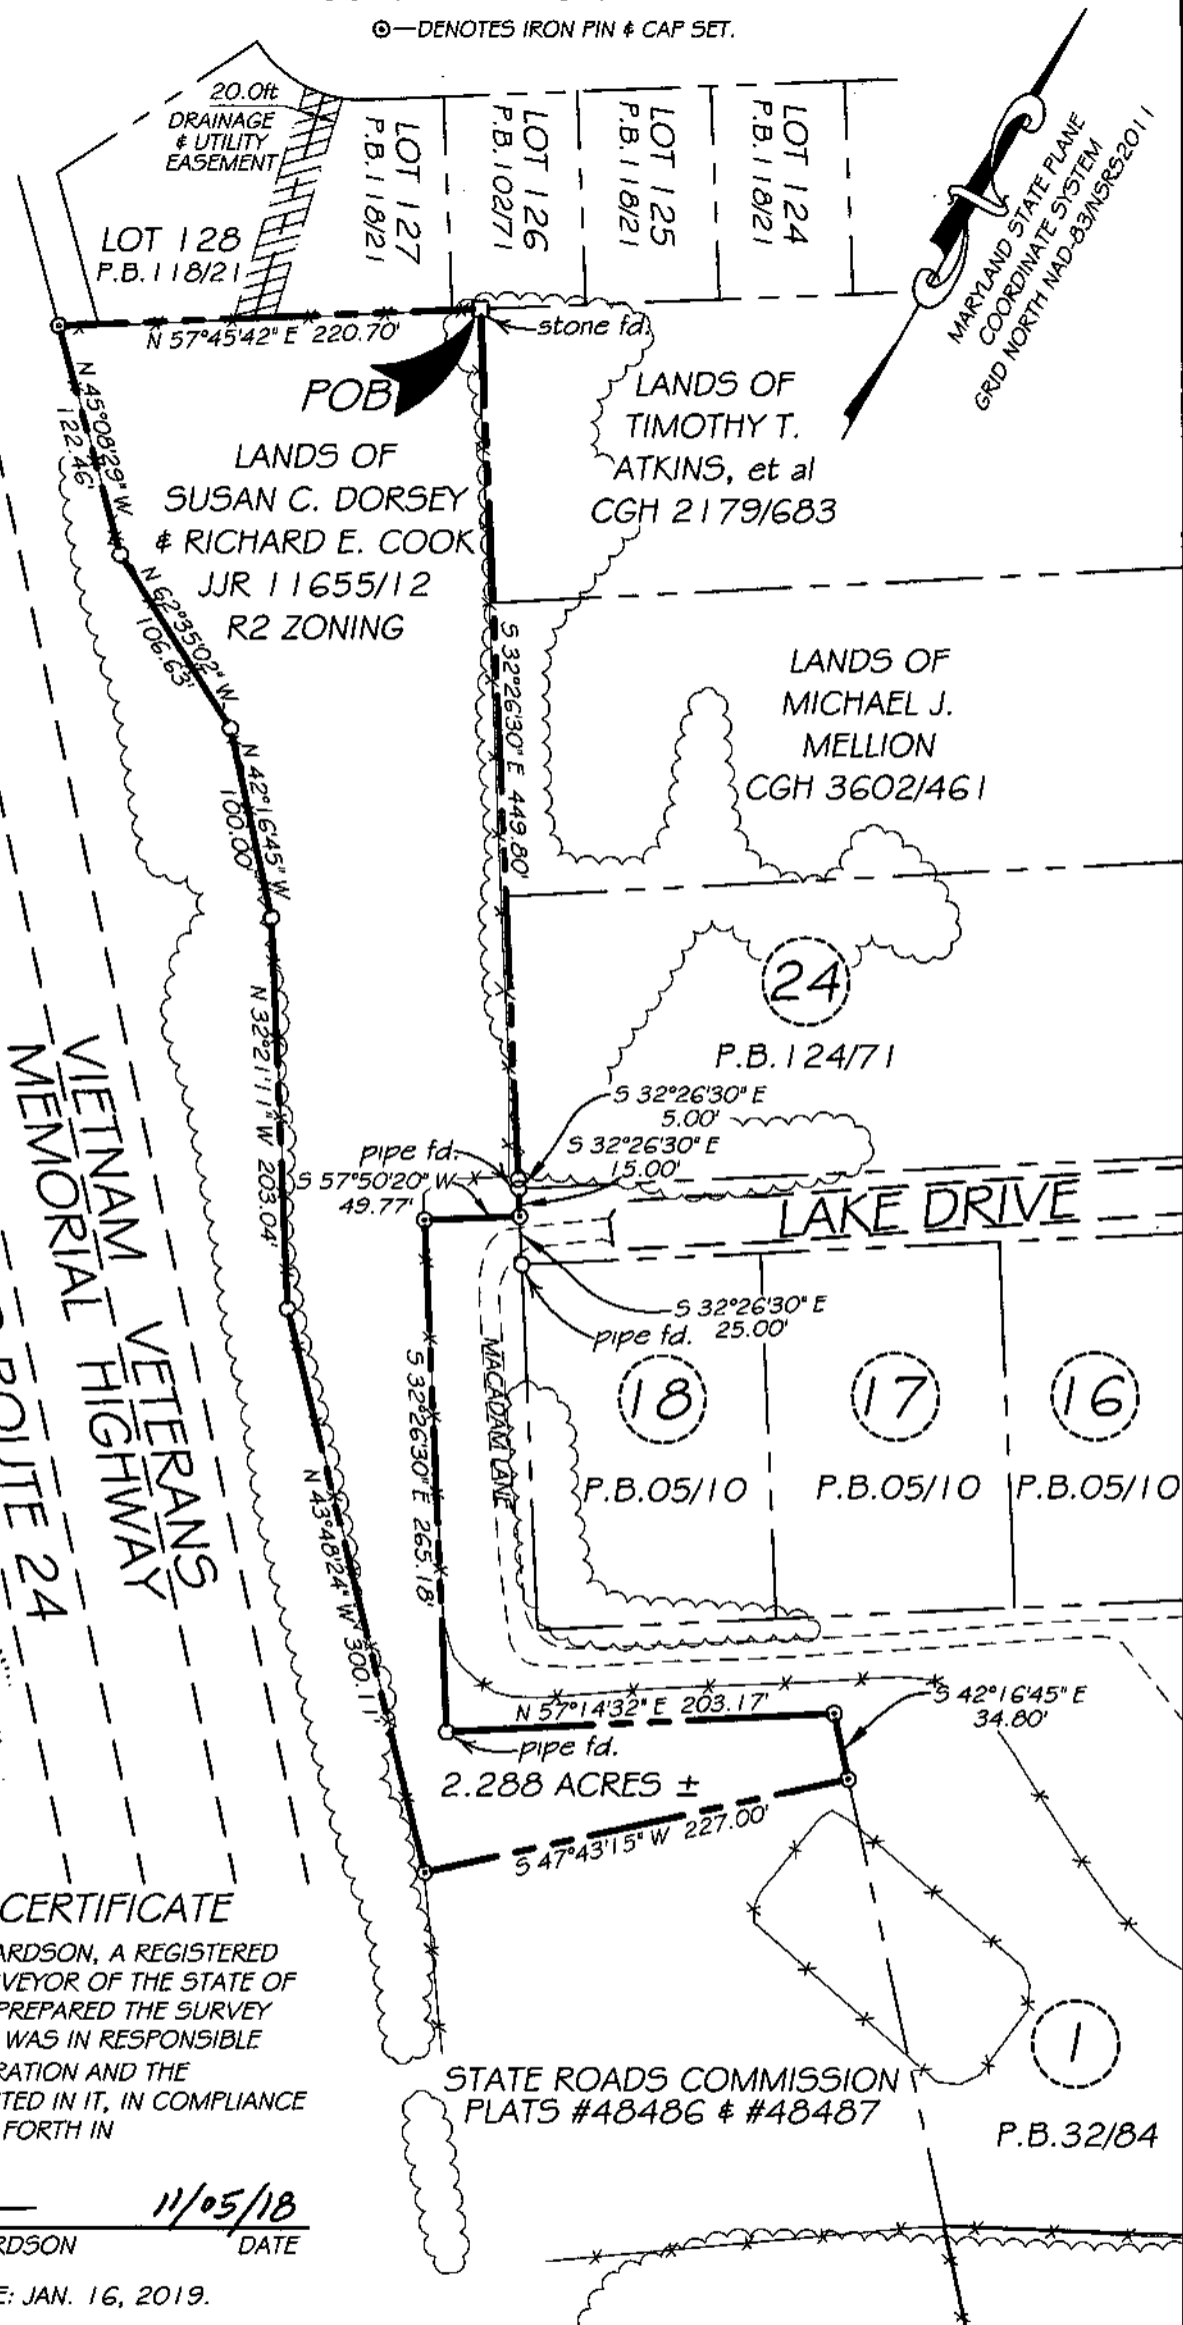 ⊙—DENOTES IRON PIN & CAP SET.
20.0ft
DRAINAGE
& UTILITY
EASEMENT
LOT 128
P.B.118/21
LOT 127
P.B.118/21
LOT 126
P.B.102/71
LOT 125
P.B.118/21
LOT 124
P.B.118/21
MARYLAND STATE PLANE
COORDINATE SYSTEM
GRID NORTH NAD-83/NSRS2011
N 57°45'42" E 220.70'
stone fd.
POB
N 45°08'29" W
122.46'
LANDS OF
SUSAN C. DORSEY
& RICHARD E. COOK
JJR 11655/12
R2 ZONING
LANDS OF
TIMOTHY T.
ATKINS, et al
CGH 2179/683
N 62°35'02" W
106.63'
S 32°26'30" E 449.80'
LANDS OF
MICHAEL J.
MELLION
CGH 3602/461
N 42°16'45" W
100.00'
24
P.B.124/71
N 32°21'11" W 203.04'
S 32°26'30" E
5.00'
S 32°26'30" E
15.00'
pipe fd.
S 57°50'20" W
49.77'
LAKE DRIVE
S 32°26'30" E
25.00'
pipe fd.
VIETNAM VETERANS
MEMORIAL HIGHWAY
ROUTE 24
S 32°26'30" E 265.18'
MACADAM LANE
18
P.B.05/10
17
P.B.05/10
16
P.B.05/10
N 43°48'24" W 300.11'
N 57°14'32" E 203.17'
S 42°16'45" E
34.80'
pipe fd.
2.288 ACRES ±
S 47°43'15" W 227.00'
CERTIFICATE
ARDSON, A REGISTERED
VEYOR OF THE STATE OF
PREPARED THE SURVEY
WAS IN RESPONSIBLE
RATION AND THE
TED IN IT, IN COMPLIANCE
FORTH IN
STATE ROADS COMMISSION
PLATS #48486 & #48487
1
P.B.32/84
11/05/18
RDSON DATE
E: JAN. 16, 2019.